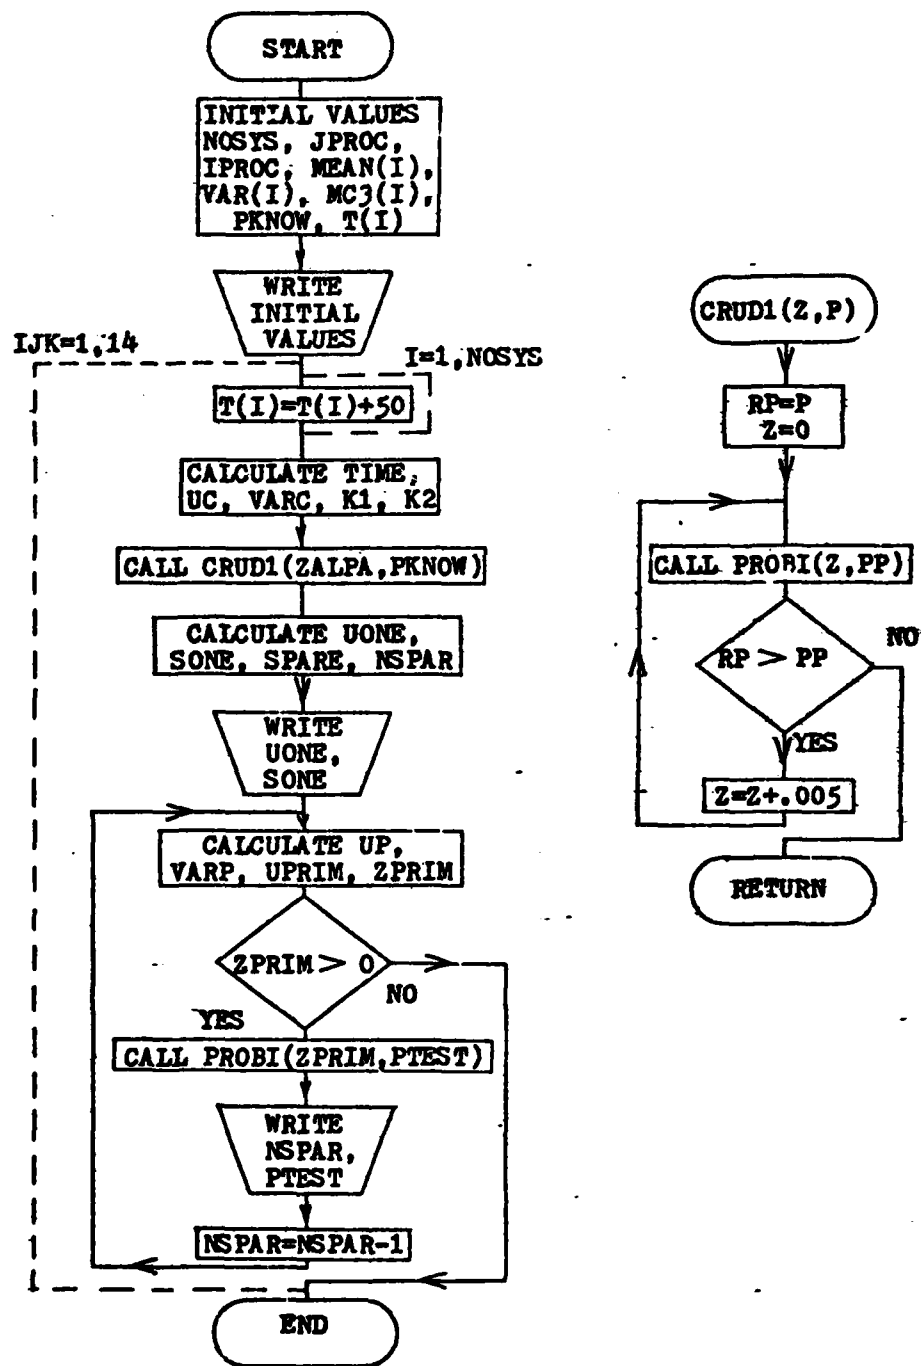 START
INITIAL VALUES
NOSYS, JPROC,
IPROC, MEAN(I),
VAR(I), MC3(I),
PKNOW, T(I)
WRITE
INITIAL
VALUES
IJK=1,14
I=1,NOSYS
T(I)=T(I)+50
CALCULATE TIME,
UC, VARC, K1, K2
CALL CRUD1(ZALPA,PKNOW)
CALCULATE UONE,
SONE, SPARE, NSPAR
WRITE
UONE,
SONE
CALCULATE UP,
VARP, UPRIM, ZPRIM
ZPRIM > 0
NO
YES
CALL PROBI(ZPRIM,PTEST)
WRITE
NSPAR,
PTEST
NSPAR=NSPAR-1
END
CRUD1(Z,P)
RP=P
Z=0
CALL PROBI(Z,PP)
NO
RP > PP
YES
Z=Z+.005
RETURN